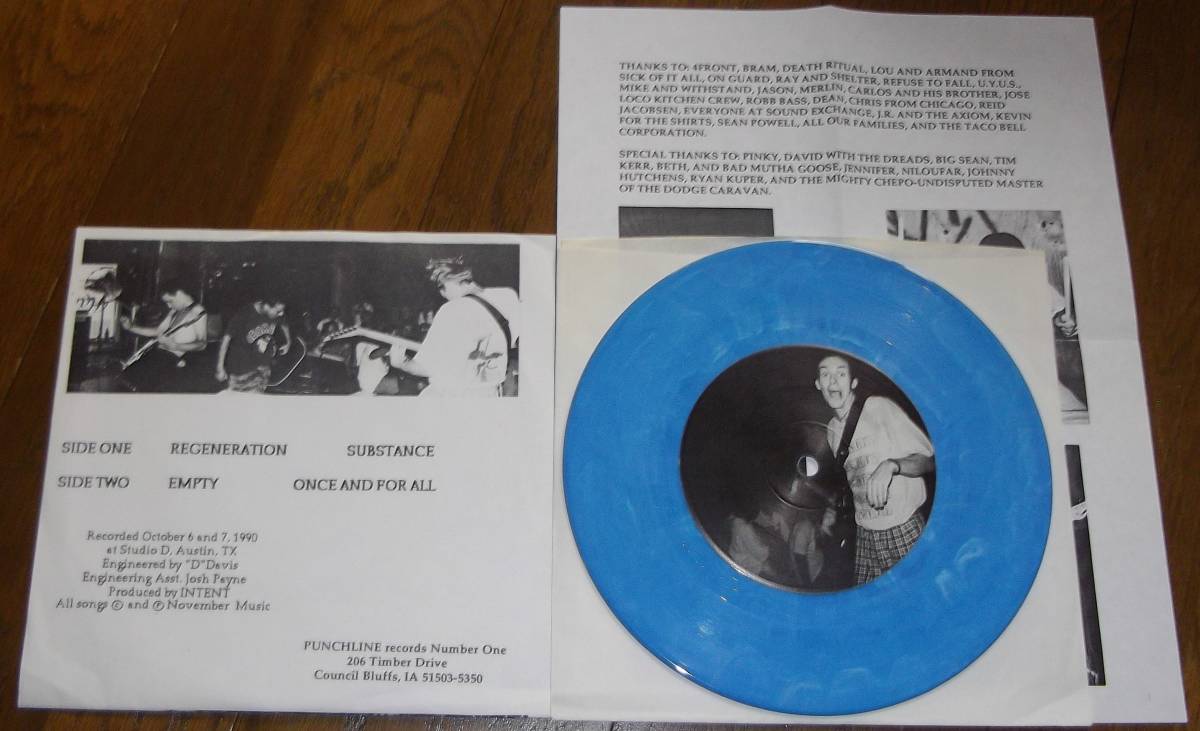 THANKS TO: 4FRONT, BRAM, DEATH RITUAL, LOU AND ARMAND FROM
SICK OF IT ALL, ON GUARD, RAY AND SHELTER, REFUSE TO FALL, U.Y.U.S.,
MIKE AND WITHSTAND, JASON, MERLIN, CARLOS AND HIS BROTHER, JOSE
LOCO KITCHEN CREW, ROBB BASS, DEAN, CHRIS FROM CHICAGO, REID
JACOBSEN, EVERYONE AT SOUND EXCHANGE, J.R. AND THE AXIOM, KEVIN
FOR THE SHIRTS, SEAN POWELL, ALL OUR FAMILIES, AND THE TACO BELL
CORPORATION.
SPECIAL THANKS TO: PINKY, DAVID WITH THE DREADS, BIG SEAN, TIM
KERR, BETH, AND BAD MUTHA GOOSE, JENNIFER, NILOUFAR, JOHNNY
HUTCHENS, RYAN KUPER, AND THE MIGHTY CHEPO-UNDISPUTED MASTER
OF THE DODGE CARAVAN.
SIDE ONE REGENERATION SUBSTANCE
SIDE TWO EMPTY ONCE AND FOR ALL
Recorded October 6 and 7, 1990
at Studio D, Austin, TX
Engineered by "D"Davis
Engineering Asst. Josh Payne
Produced by INTENT
All songs © and ℗ November Music
PUNCHLINE records Number One
206 Timber Drive
Council Bluffs, IA 51503-5350